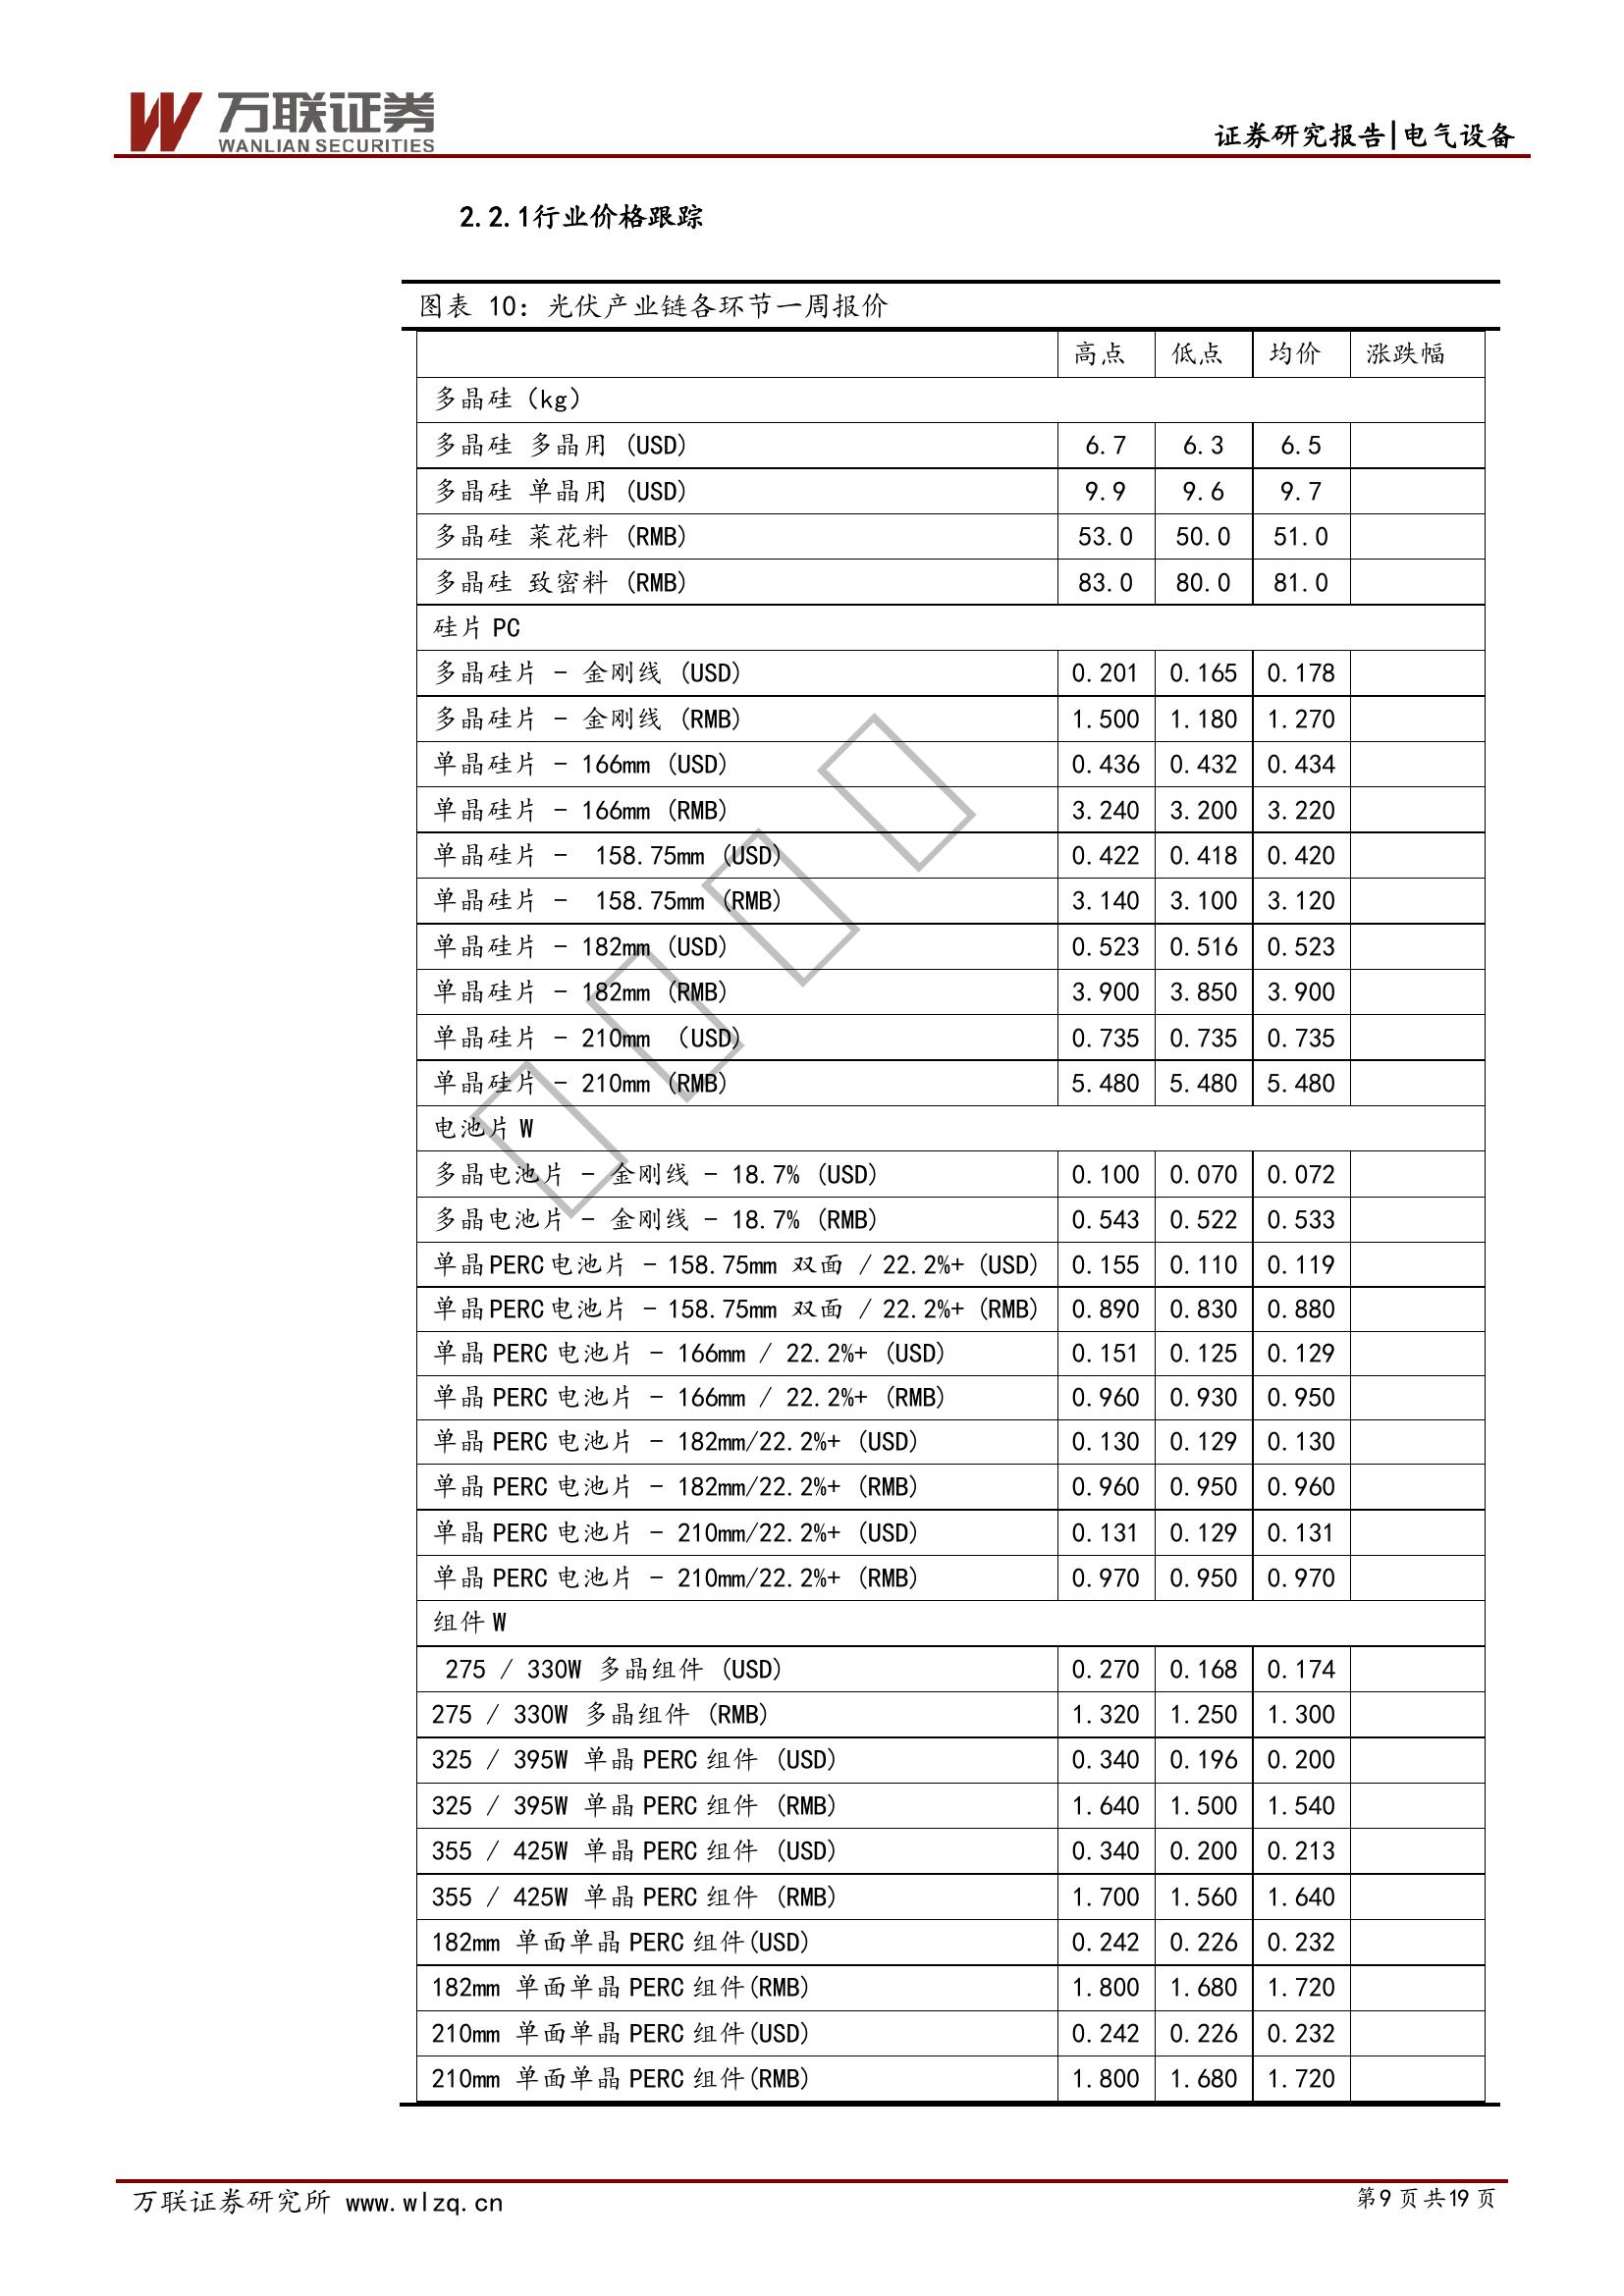 万联证券
WANLIAN SECURITIES
证券研究报告|电气设备
2.2.1行业价格跟踪
图表 10：光伏产业链各环节一周报价
高点 低点 均价 涨跌幅
多晶硅（kg）
多晶硅 多晶用 (USD) 6.7 6.3 6.5
多晶硅 单晶用 (USD) 9.9 9.6 9.7
多晶硅 菜花料 (RMB) 53.0 50.0 51.0
多晶硅 致密料 (RMB) 83.0 80.0 81.0
硅片 PC
多晶硅片 - 金刚线 (USD) 0.201 0.165 0.178
多晶硅片 - 金刚线 (RMB) 1.500 1.180 1.270
单晶硅片 - 166mm (USD) 0.436 0.432 0.434
单晶硅片 - 166mm (RMB) 3.240 3.200 3.220
单晶硅片 - 158.75mm (USD) 0.422 0.418 0.420
单晶硅片 - 158.75mm (RMB) 3.140 3.100 3.120
单晶硅片 - 182mm (USD) 0.523 0.516 0.523
单晶硅片 - 182mm (RMB) 3.900 3.850 3.900
单晶硅片 - 210mm （USD) 0.735 0.735 0.735
单晶硅片 - 210mm (RMB) 5.480 5.480 5.480
电池片 W
多晶电池片 - 金刚线 - 18.7% (USD) 0.100 0.070 0.072
多晶电池片 - 金刚线 - 18.7% (RMB) 0.543 0.522 0.533
单晶 PERC 电池片 - 158.75mm 双面 / 22.2%+ (USD) 0.155 0.110 0.119
单晶 PERC 电池片 - 158.75mm 双面 / 22.2%+ (RMB) 0.890 0.830 0.880
单晶 PERC 电池片 - 166mm / 22.2%+ (USD) 0.151 0.125 0.129
单晶 PERC 电池片 - 166mm / 22.2%+ (RMB) 0.960 0.930 0.950
单晶 PERC 电池片 - 182mm/22.2%+ (USD) 0.130 0.129 0.130
单晶 PERC 电池片 - 182mm/22.2%+ (RMB) 0.960 0.950 0.960
单晶 PERC 电池片 - 210mm/22.2%+ (USD) 0.131 0.129 0.131
单晶 PERC 电池片 - 210mm/22.2%+ (RMB) 0.970 0.950 0.970
组件 W
275 / 330W 多晶组件 (USD) 0.270 0.168 0.174
275 / 330W 多晶组件 (RMB) 1.320 1.250 1.300
325 / 395W 单晶 PERC 组件 (USD) 0.340 0.196 0.200
325 / 395W 单晶 PERC 组件 (RMB) 1.640 1.500 1.540
355 / 425W 单晶 PERC 组件 (USD) 0.340 0.200 0.213
355 / 425W 单晶 PERC 组件 (RMB) 1.700 1.560 1.640
182mm 单面单晶 PERC 组件(USD) 0.242 0.226 0.232
182mm 单面单晶 PERC 组件(RMB) 1.800 1.680 1.720
210mm 单面单晶 PERC 组件(USD) 0.242 0.226 0.232
210mm 单面单晶 PERC 组件(RMB) 1.800 1.680 1.720
万联证券研究所 www.wlzq.cn
第9 页 共19 页